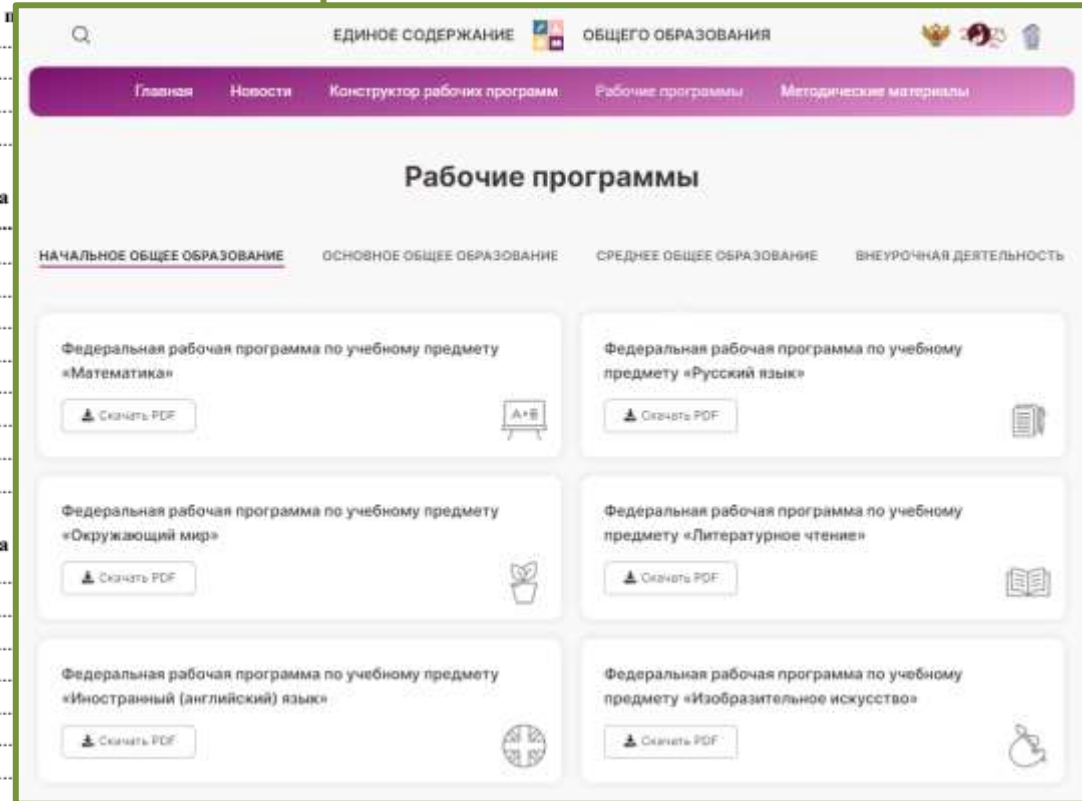 ЕДИНОЕ СОДЕРЖАНИЕ ОБЩЕГО ОБРАЗОВАНИЯ
Главная Новости Конструктор рабочих программ Рабочие программы Методические материалы
Рабочие программы
НАЧАЛЬНОЕ ОБЩЕЕ ОБРАЗОВАНИЕ ОСНОВНОЕ ОБЩЕЕ ОБРАЗОВАНИЕ СРЕДНЕЕ ОБЩЕЕ ОБРАЗОВАНИЕ ВНЕУРОЧНАЯ ДЕЯТЕЛЬНОСТЬ
Федеральная рабочая программа по учебному предмету
«Математика»
Скачать PDF
A+B
Федеральная рабочая программа по учебному
предмету «Русский язык»
Скачать PDF
Федеральная рабочая программа по учебному предмету
«Окружающий мир»
Скачать PDF
Федеральная рабочая программа по учебному
предмету «Литературное чтение»
Скачать PDF
Федеральная рабочая программа по учебному предмету
«Иностранный (английский) язык»
Скачать PDF
Федеральная рабочая программа по учебному
предмету «Изобразительное искусство»
Скачать PDF